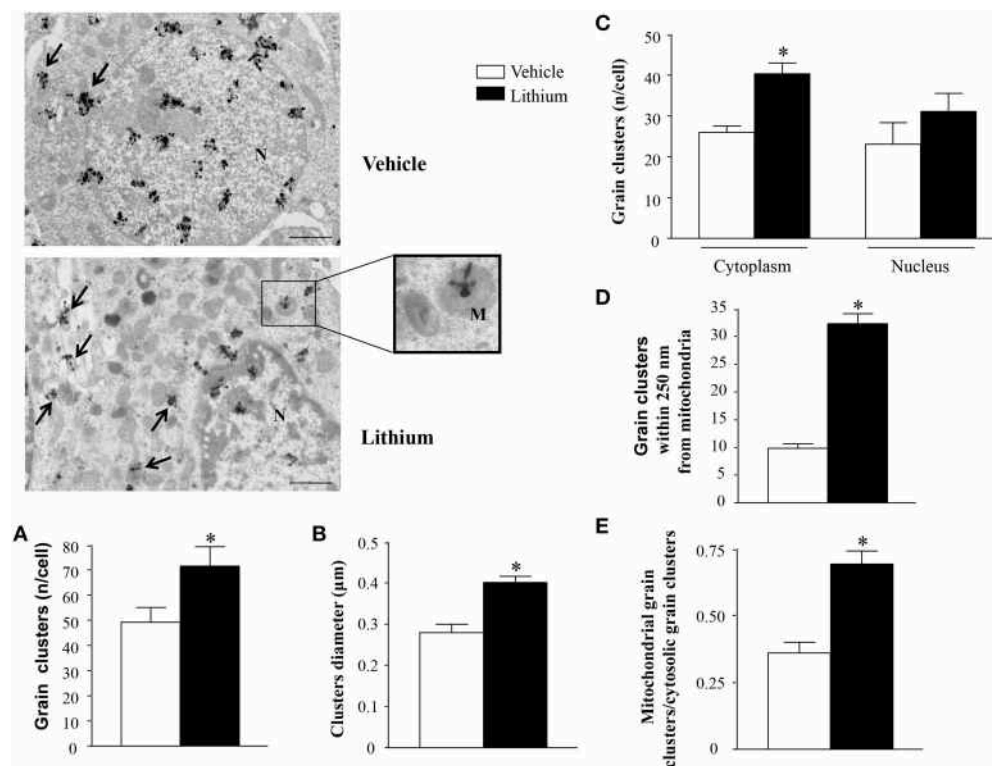 N
Vehicle
M
N
Lithium
Vehicle
Lithium
A
Grain clusters (n/cell)
80
70
60
50
40
30
20
10
0
*
B
Clusters diameter (μm)
0.5
0.4
0.3
0.2
0.1
0
*
C
Grain clusters (n/cell)
50
40
30
20
10
0
*
Cytoplasm
Nucleus
D
Grain clusters
within 250 nm
from mitochondria
35
30
25
20
15
10
5
0
*
E
Mitochondrial grain
clusters/cytosolic grain clusters
0.75
0.50
0.25
0
*